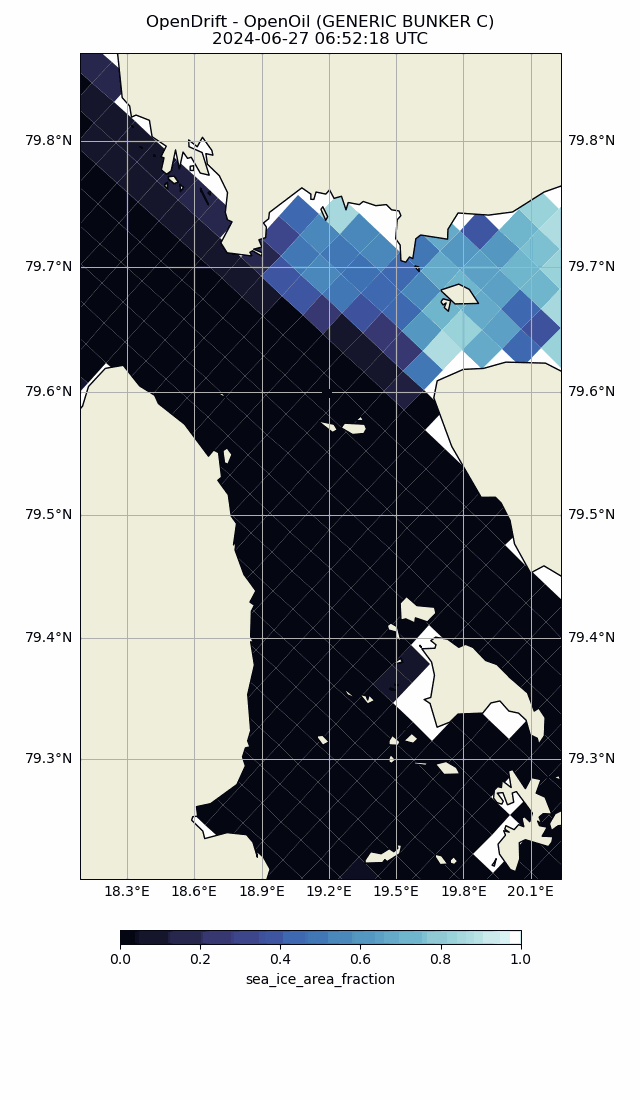 OpenDrift - OpenOil (GENERIC BUNKER C)
2024-06-27 06:52:18 UTC
79.8°N 79.8°N
79.7°N 79.7°N
79.6°N 79.6°N
79.5°N 79.5°N
79.4°N 79.4°N
79.3°N 79.3°N
18.3°E 18.6°E 18.9°E 19.2°E 19.5°E 19.8°E 20.1°E
0.0 0.2 0.4 0.6 0.8 1.0
sea_ice_area_fraction